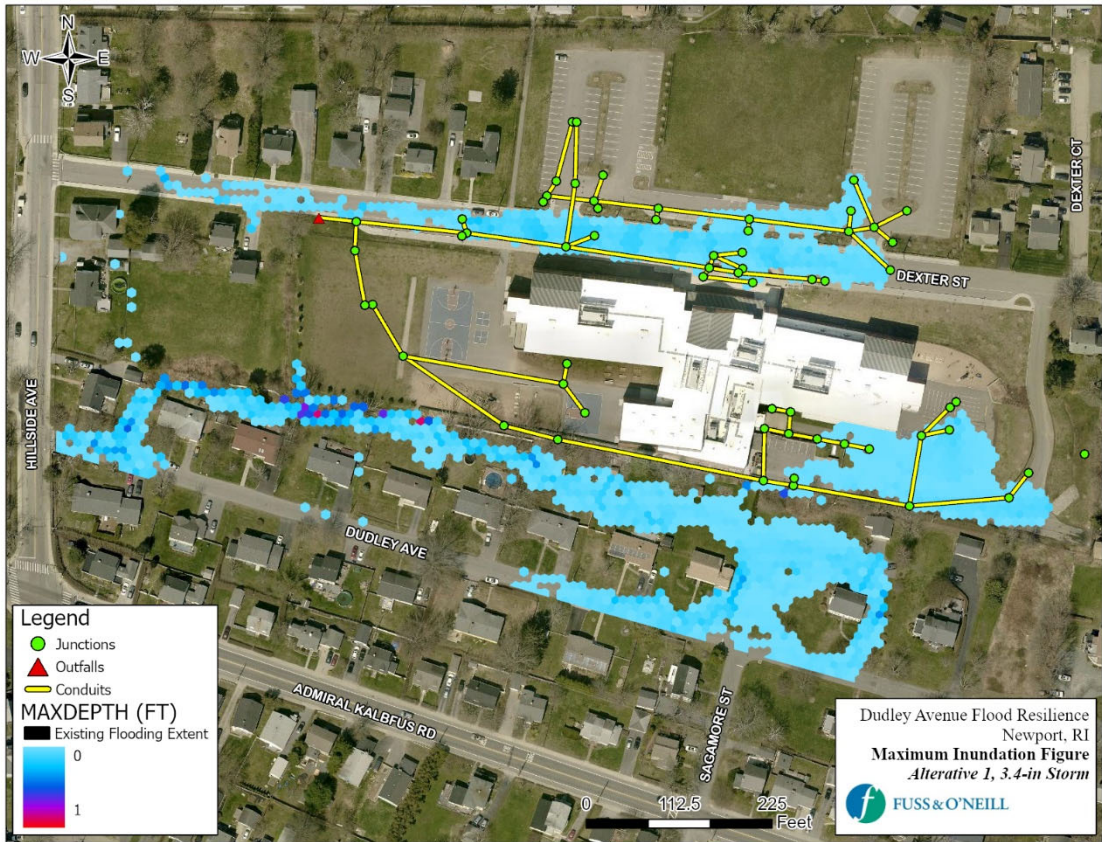 N
W E
S
HILLSIDE AVE
DEXTER CT
DEXTER ST
DUDLEY AVE
ADMIRAL KALBFUS RD
SAGAMORE ST
Legend
Junctions
Outfalls
Conduits
MAXDEPTH (FT)
Existing Flooding Extent
0
1
0 112.5 225
Feet
Dudley Avenue Flood Resilience
Newport, RI
Maximum Inundation Figure
Alterative 1, 3.4-in Storm
f
FUSS & O'NEILL